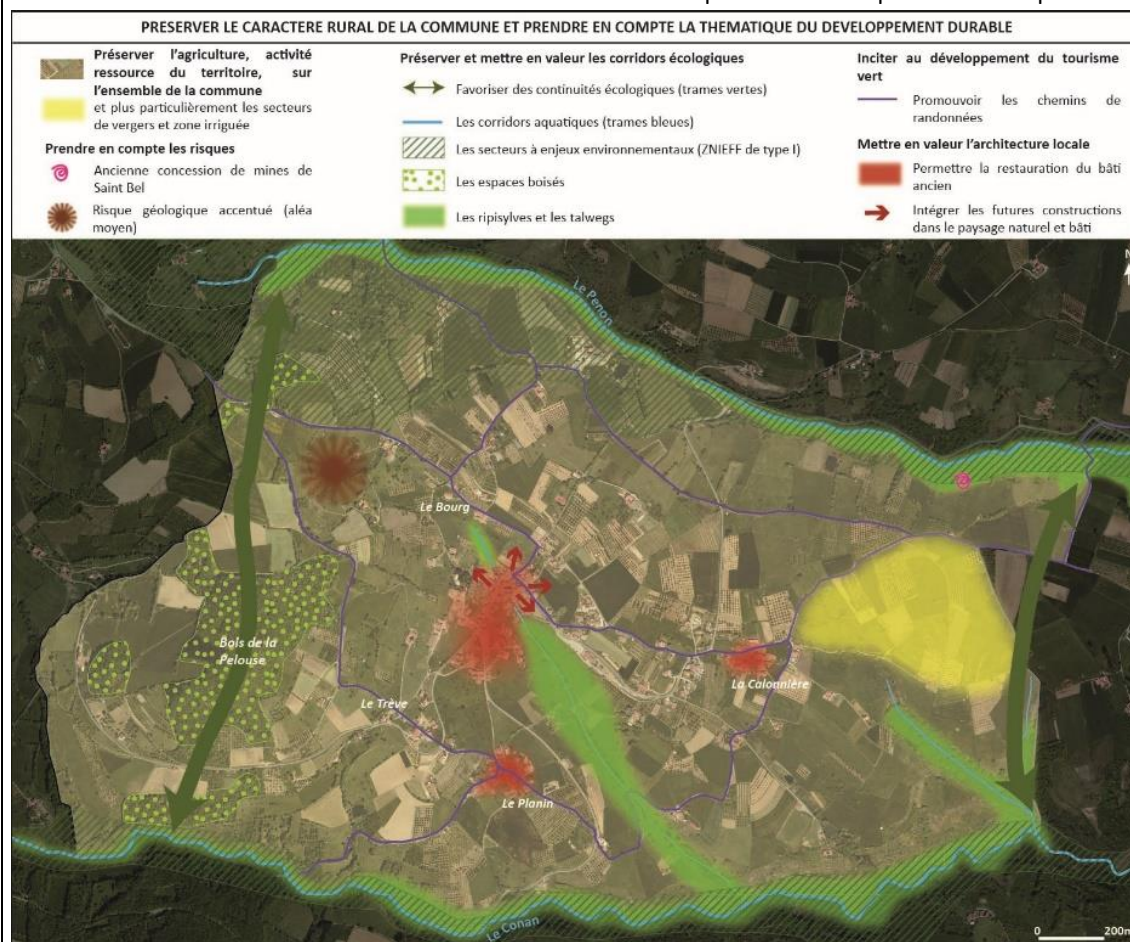 PRESERVER LE CARACTERE RURAL DE LA COMMUNE ET PRENDRE EN COMPTE LA THEMATIQUE DU DEVELOPPEMENT DURABLE
Préserver l'agriculture, activité
ressource du territoire, sur
l'ensemble de la commune
et plus particulièrement les secteurs
de vergers et zone irriguée
Prendre en compte les risques
Ancienne concession de mines de
Saint Bel
Risque géologique accentué (aléa
moyen)
Préserver et mettre en valeur les corridors écologiques
Favoriser des continuités écologiques (trames vertes)
Les corridors aquatiques (trames bleues)
Les secteurs à enjeux environnementaux (ZNIEFF de type I)
Les espaces boisés
Les ripisylves et les talwegs
Inciter au développement du tourisme
vert
Promouvoir les chemins de
randonnées
Mettre en valeur l'architecture locale
Permettre la restauration du bâti
ancien
Intégrer les futures constructions
dans le paysage naturel et bâti
N
Le Penon
Le Bourg
Bois de la
Pelouse
La Calonnière
Le Trève
Le Planin
Le Conan
0 200m